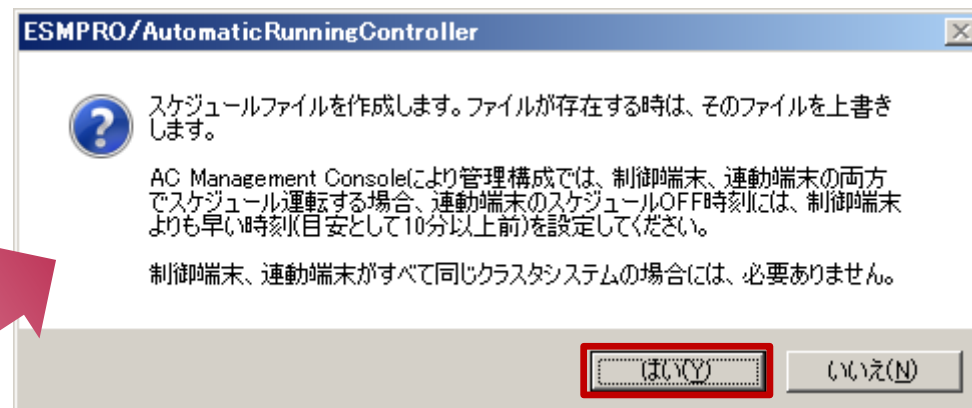 ESMPRO/AutomaticRunningController
スケジュールファイルを作成します。ファイルが存在する時は、そのファイルを上書き
します。
AC Management Consoleにより管理構成では、制御端末、連動端末の両方
でスケジュール運転する場合、連動端末のスケジュールOFF時刻には、制御端末
よりも早い時刻(目安として10分以上前)を設定してください。
制御端末、連動端末がすべて同じクラスタシステムの場合には、必要ありません。
はい(Y) いいえ(N)